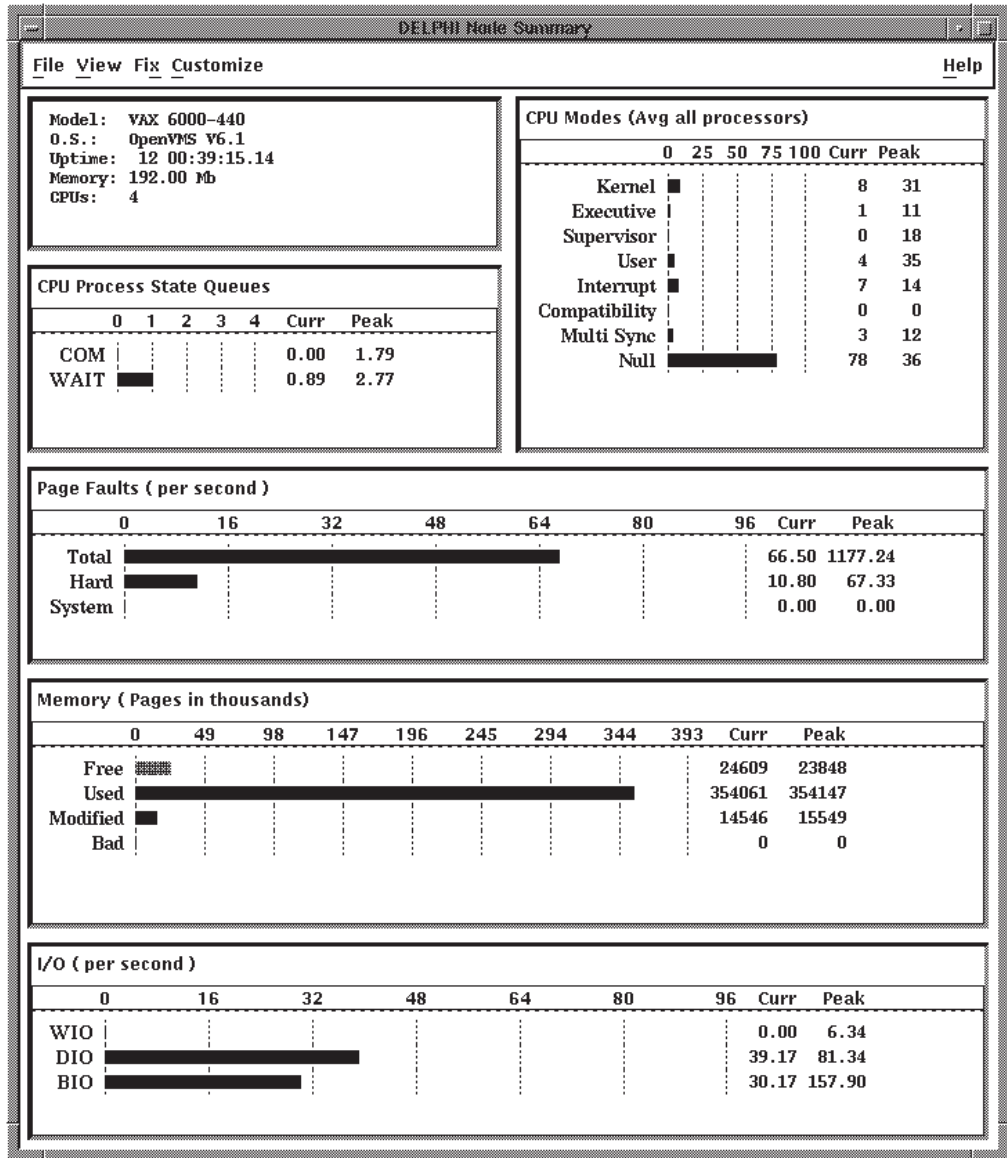 DELPHI Node Summary
File View Fix Customize Help
Model: VAX 6000-440
O.S.: OpenVMS V6.1
Uptime: 12 00:39:15.14
Memory: 192.00 Mb
CPUs: 4
CPU Modes (Avg all processors)
0 25 50 75 100 Curr Peak
Kernel 8 31
Executive 1 11
Supervisor 0 18
User 4 35
Interrupt 7 14
Compatibility 0 0
Multi Sync 3 12
Null 78 36
CPU Process State Queues
0 1 2 3 4 Curr Peak
COM 0.00 1.79
WAIT 0.89 2.77
Page Faults ( per second )
0 16 32 48 64 80 96 Curr Peak
Total 66.50 1177.24
Hard 10.80 67.33
System 0.00 0.00
Memory ( Pages in thousands)
0 49 98 147 196 245 294 344 393 Curr Peak
Free 24609 23848
Used 354061 354147
Modified 14546 15549
Bad 0 0
I/O ( per second )
0 16 32 48 64 80 96 Curr Peak
WIO 0.00 6.34
DIO 39.17 81.34
BIO 30.17 157.90